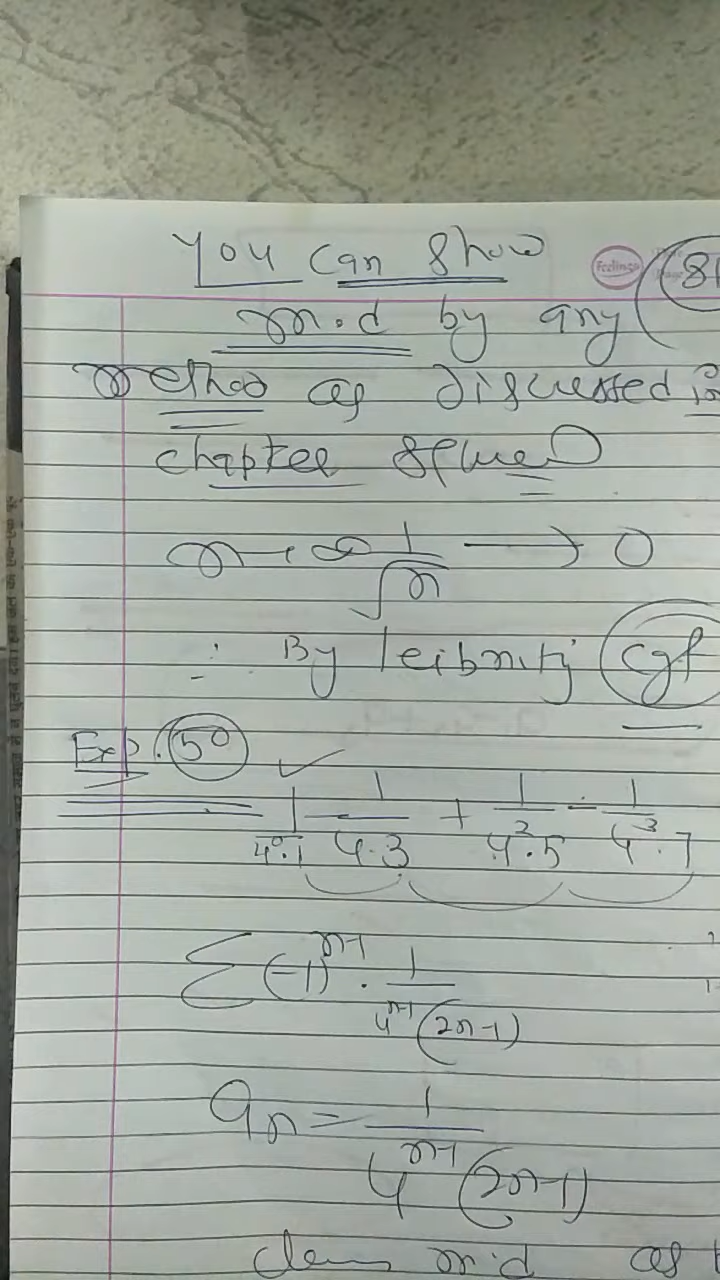 You can show
Feelings
81
m.d by any
method as discussed in
chapter
n→∞ 1/√n → 0
∴ By leibnitz cgt
Exp. 50
1/4⁰·1 - 1/4·3 + 1/4²·5 - 1/4³·7
Σ (-1)ⁿ⁻¹ · 1/4ⁿ⁻¹(2n-1)
an = 1/4ⁿ⁻¹(2n-1)
m.d as